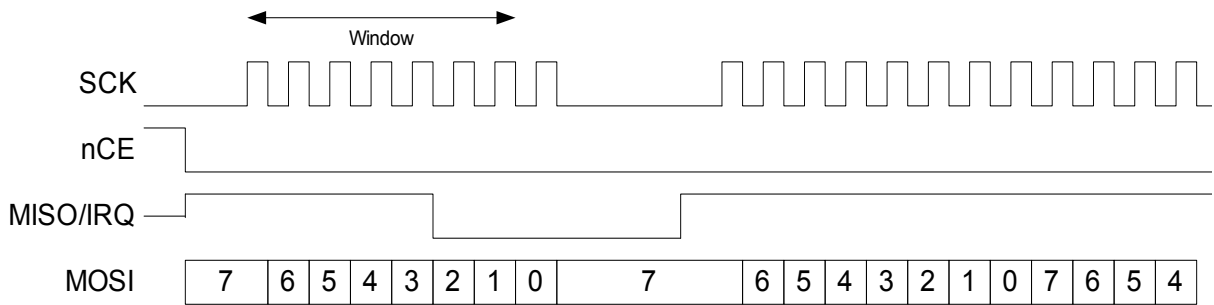 Window
SCK
nCE
MISO/IRQ
MOSI 7 6 5 4 3 2 1 0 7 6 5 4 3 2 1 0 7 6 5 4